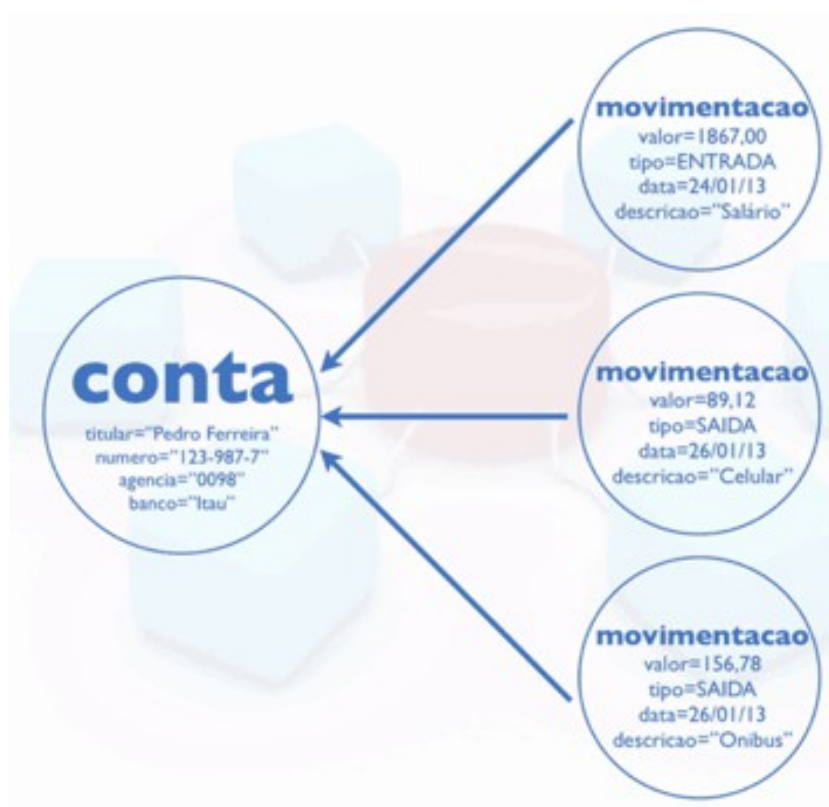 movimentacao
valor=1867,00
tipo=ENTRADA
data=24/01/13
descricao="Salário"
conta
titular="Pedro Ferreira"
numero="123-987-7"
agencia="0098"
banco="Itau"
movimentacao
valor=89,12
tipo=SAIDA
data=26/01/13
descricao="Celular"
movimentacao
valor=156,78
tipo=SAIDA
data=26/01/13
descricao="Onibus"